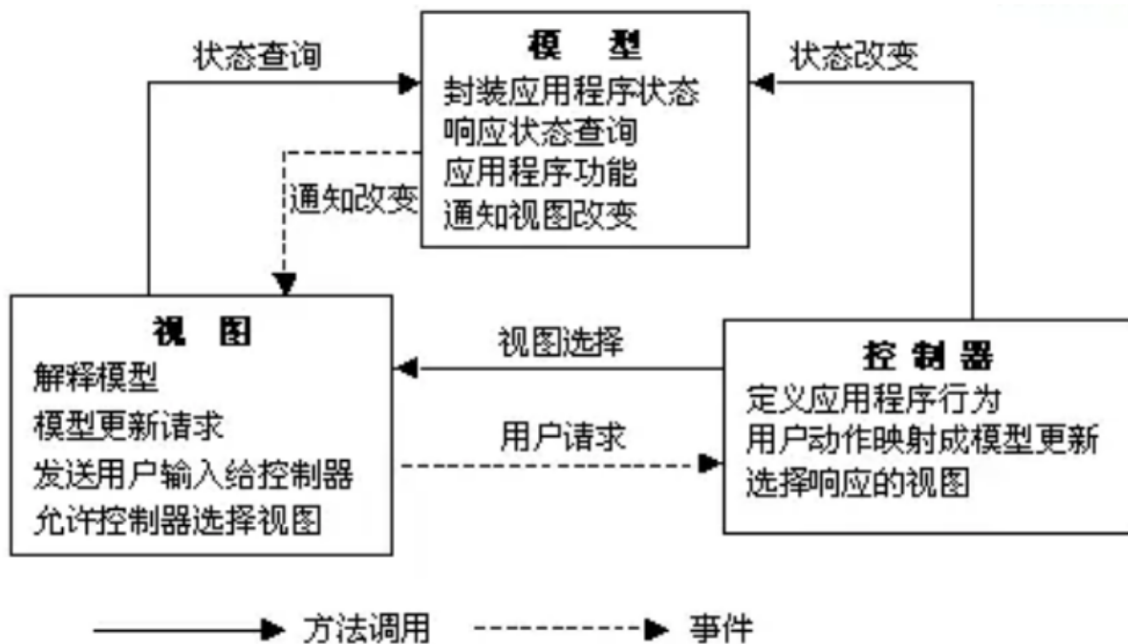 模 型
封装应用程序状态
响应状态查询
应用程序功能
通知视图改变
状态查询
状态改变
通知改变
视 图
解释模型
模型更新请求
发送用户输入给控制器
允许控制器选择视图
视图选择
用户请求
控制器
定义应用程序行为
用户动作映射成模型更新
选择响应的视图
方法调用
事件